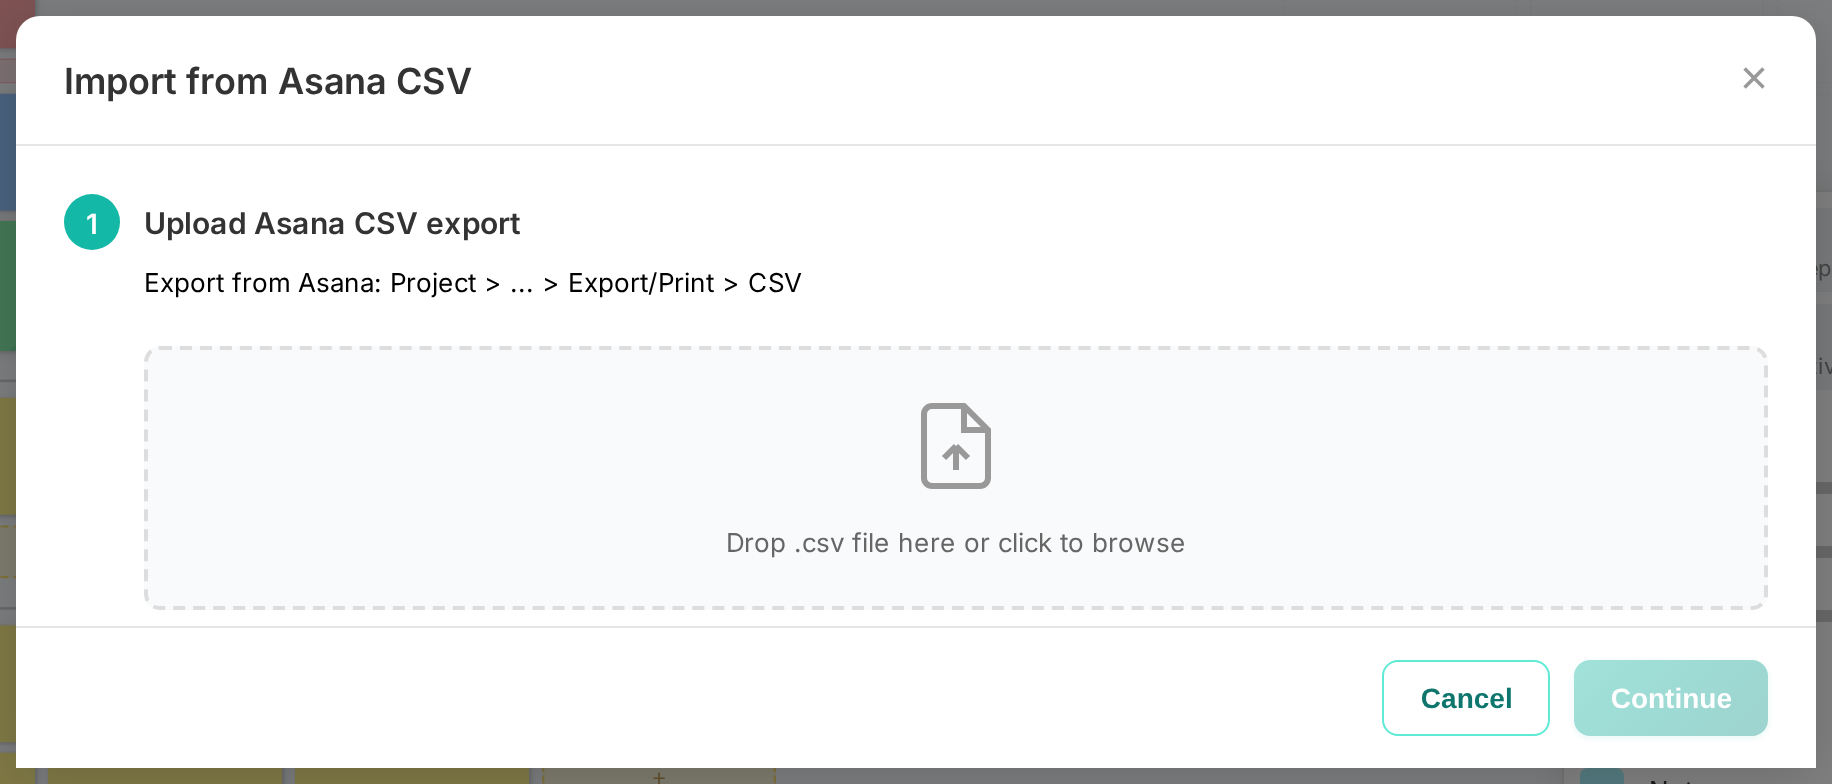 Import from Asana CSV
1
Upload Asana CSV export
Export from Asana: Project > ... > Export/Print > CSV
Drop .csv file here or click to browse
Cancel
Continue
+